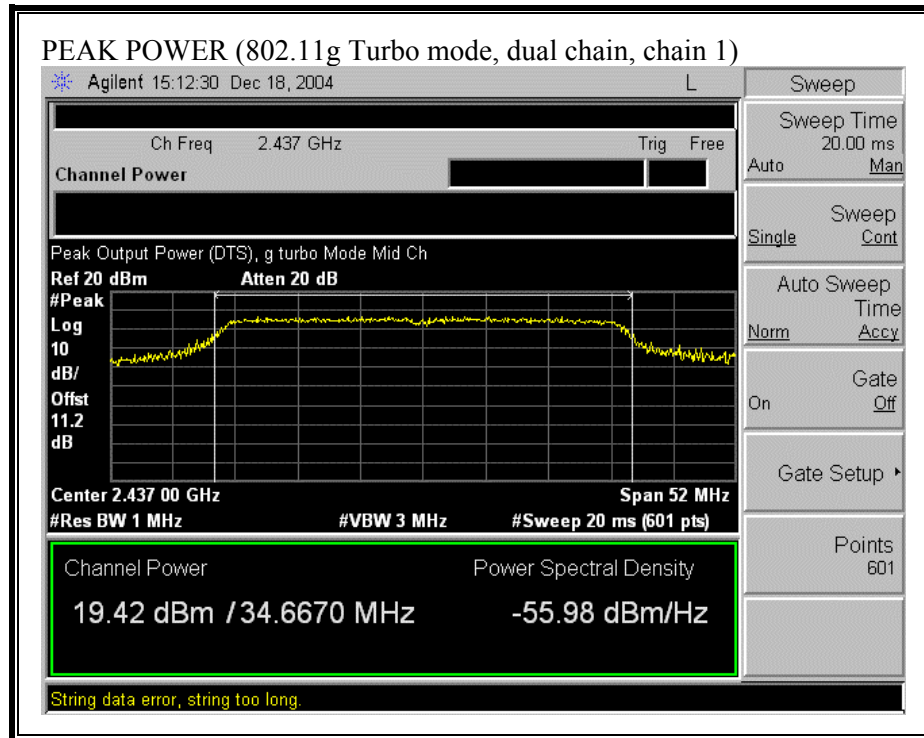 PEAK POWER (802.11g Turbo mode, dual chain, chain 1)
Agilent 15:12:30 Dec 18, 2004 L
Sweep
Ch Freq 2.437 GHz Trig Free
Channel Power
Peak Output Power (DTS), g turbo Mode Mid Ch
Ref 20 dBm Atten 20 dB
#Peak
Log
10
dB/
Offst
11.2
dB
Center 2.437 00 GHz Span 52 MHz
#Res BW 1 MHz #VBW 3 MHz #Sweep 20 ms (601 pts)
Channel Power Power Spectral Density
19.42 dBm / 34.6670 MHz -55.98 dBm/Hz
String data error, string too long.
Sweep Time
20.00 ms
Auto Man
Sweep
Single Cont
Auto Sweep
Time
Norm Accy
Gate
On Off
Gate Setup
Points
601